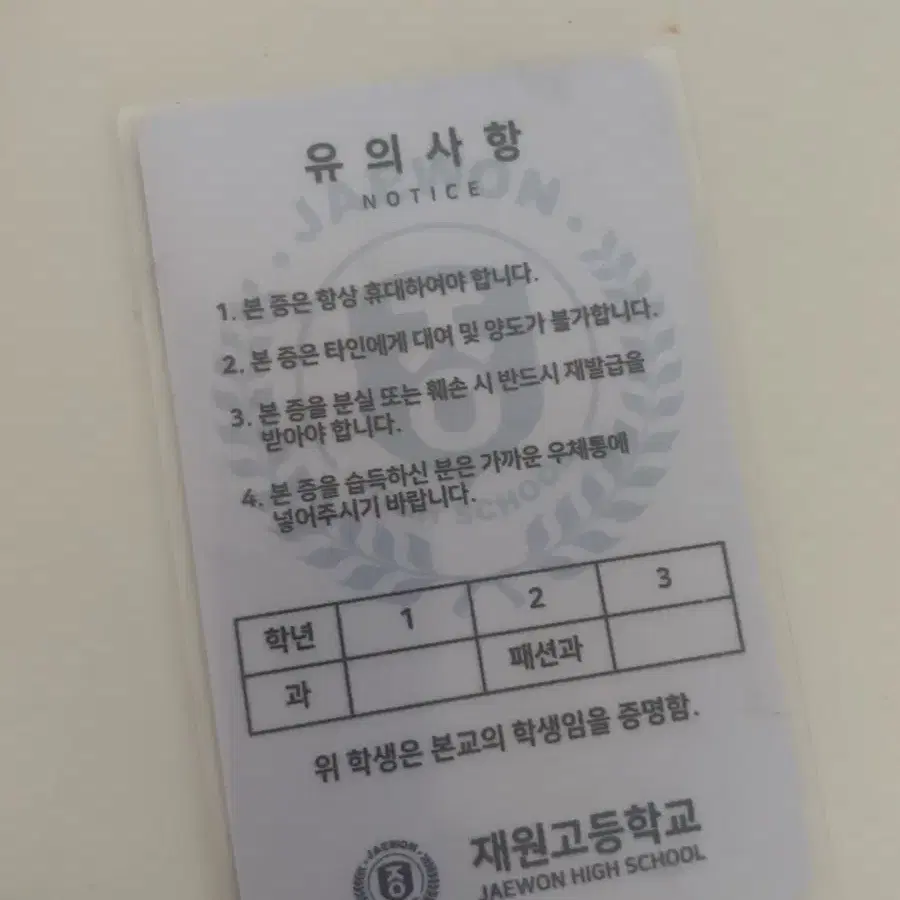 유의사항
NOTICE
JAEWON
1. 본 증은 항상 휴대하여야 합니다.
2. 본 증은 타인에게 대여 및 양도가 불가합니다.
3. 본 증을 분실 또는 훼손 시 반드시 재발급을
받아야 합니다.
4. 본 증을 습득하신 분은 가까운 우체통에
넣어주시기 바랍니다.
SCHOOL
학년 1 2 3
과 패션과
위 학생은 본교의 학생임을 증명함.
JAEWON
재원고등학교
JAEWON HIGH SCHOOL